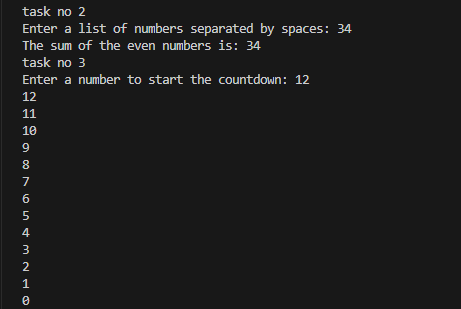 task no 2
Enter a list of numbers separated by spaces: 34
The sum of the even numbers is: 34
task no 3
Enter a number to start the countdown: 12
12
11
10
9
8
7
6
5
4
3
2
1
0